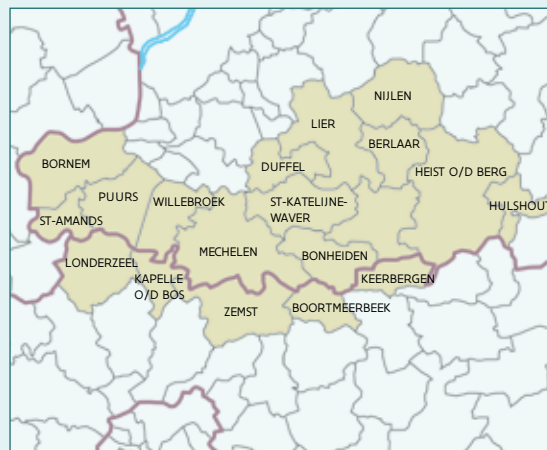 NIJLEN
LIER
BERLAAR
BORNEM
DUFFEL
HEIST O/D BERG
PUURS
WILLEBROEK
ST-KATELIJNE-
WAVER
HULSHOUT
ST-AMANDS
MECHELEN
BONHEIDEN
LONDERZEEL
KAPELLE
O/D BOS
KEERBERGEN
ZEMST
BOORTMEERBEEK